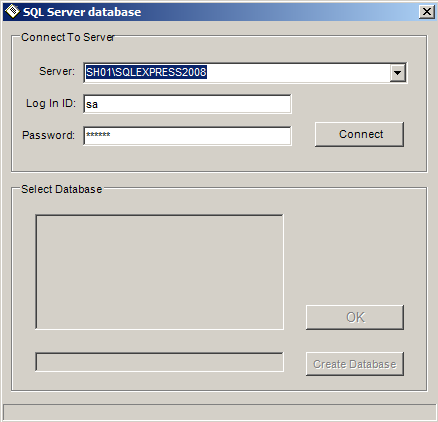 SQL Server database
Connect To Server
Server: SH01\SQLEXPRESS2008
Log In ID: sa
Password: ******
Connect
Select Database
OK
Create Database